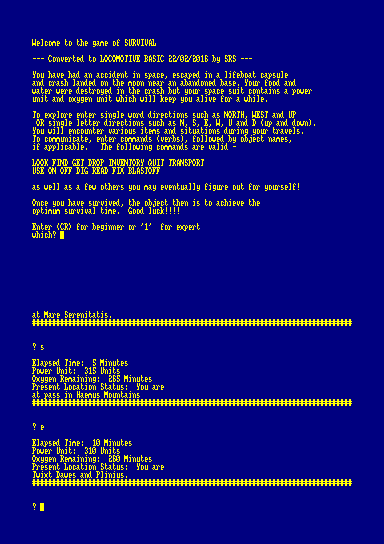 Welcome to the game of SURVIVAL
--- Converted to LOCOMOTIVE BASIC 22/02/2016 by SRS ---
You have had an accident in space, escaped in a lifeboat capsule
and crash landed on the moon near an abandoned base. Your food and
water were destroyed in the crash but your space suit contains a power
unit and oxygen unit which will keep you alive for a while.
To explore enter single word directions such as NORTH, WEST and UP
OR single letter directions such as N, S, E, W, U and D (up and down).
You will encounter various items and situations during your travels.
To communicate, enter commands (verbs), followed by object names,
if applicable. The following commands are valid -
LOOK FIND GET DROP INVENTORY QUIT TRANSPORT
USE ON OFF DIG READ FIX BLASTOFF
as well as a few others you may eventually figure out for yourself!
Once you have survived, the object then is to achieve the
optimum survival time. Good luck!!!!
Enter (CR) for beginner or '1' for expert
which?
at Mare Serenitatis.
################################################################################
? s
Elapsed Time: 5 Minutes
Power Unit: 315 Units
Oxygen Remaining: 265 Minutes
Present Location Status: You are
at pass in Haemus Mountains
################################################################################
? e
Elapsed Time: 10 Minutes
Power Unit: 310 Units
Oxygen Remaining: 260 Minutes
Present Location Status: You are
Twixt Dawes and Plinius.
################################################################################
?